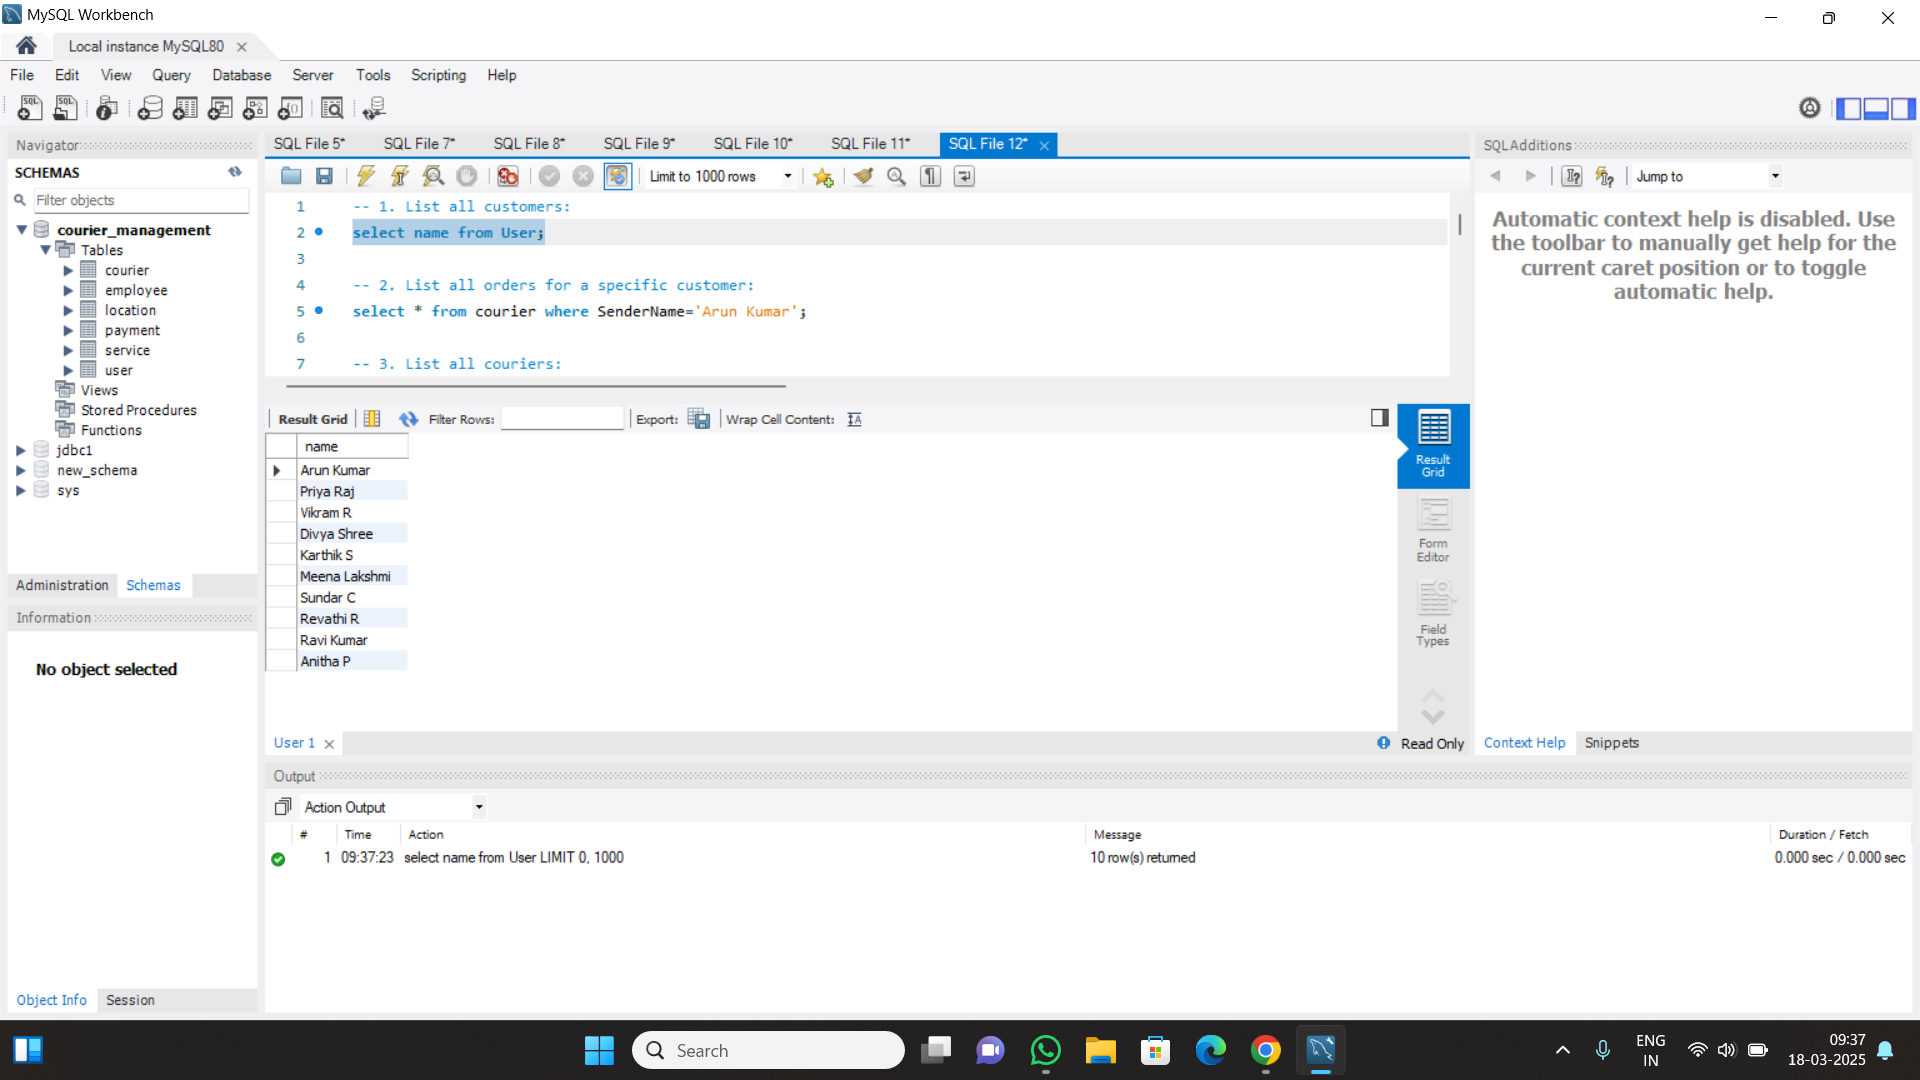 MySQL Workbench
Local instance MySQL80
File Edit View Query Database Server Tools Scripting Help
Navigator
SCHEMAS
Filter objects
courier_management
Tables
courier
employee
location
payment
service
user
Views
Stored Procedures
Functions
jdbc1
new_schema
sys
Administration Schemas
Information
No object selected
Object Info Session
SQL File 5* SQL File 7* SQL File 8* SQL File 9* SQL File 10* SQL File 11* SQL File 12*
Limit to 1000 rows
1 -- 1. List all customers:
2 select name from User;
3
4 -- 2. List all orders for a specific customer:
5 select * from courier where SenderName='Arun Kumar';
6
7 -- 3. List all couriers:
Result Grid Filter Rows: Export: Wrap Cell Content:
name
Arun Kumar
Priya Raj
Vikram R
Divya Shree
Karthik S
Meena Lakshmi
Sundar C
Revathi R
Ravi Kumar
Anitha P
Result
Grid
Form
Editor
Field
Types
User 1
Read Only
SQLAdditions
Jump to
Automatic context help is disabled. Use
the toolbar to manually get help for the
current caret position or to toggle
automatic help.
Context Help Snippets
Output
Action Output
# Time Action Message Duration / Fetch
1 09:37:23 select name from User LIMIT 0, 1000 10 row(s) returned 0.000 sec / 0.000 sec
Search
ENG
IN
09:37
18-03-2025